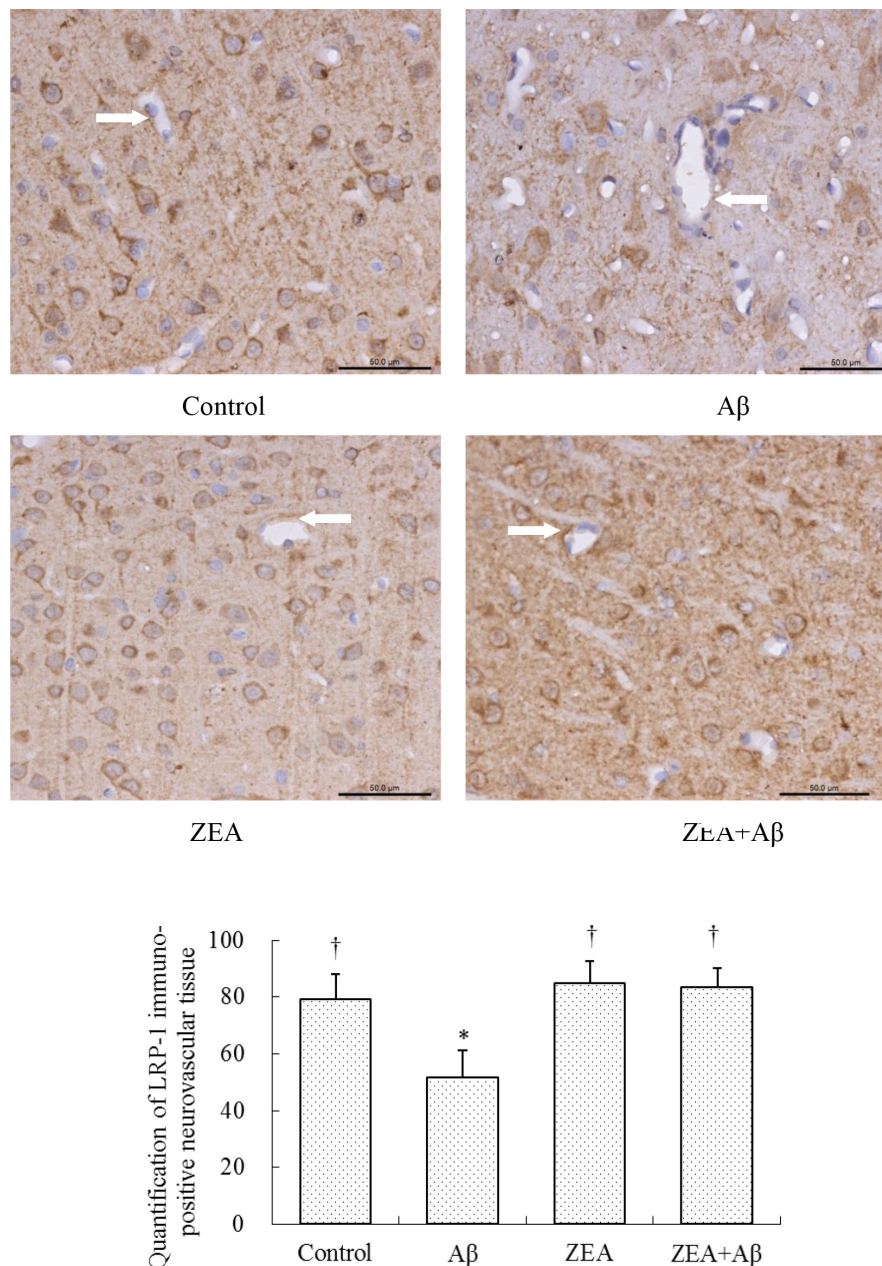 50.0 µm
50.0 µm
Control
Aβ
50.0 µm
50.0 µm
ZEA
ZEA+Aβ
Quantification of LRP-1 immuno-
positive neurovascular tissue
100
80
60
40
20
0
†
*
†
†
Control
Aβ
ZEA
ZEA+Aβ